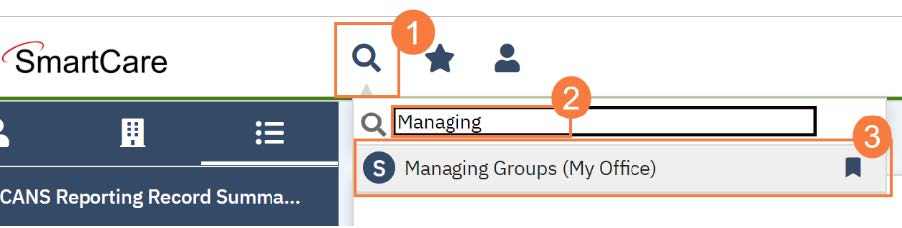 1
SmartCare
2
Managing
3
S Managing Groups (My Office)
CANS Reporting Record Summa...